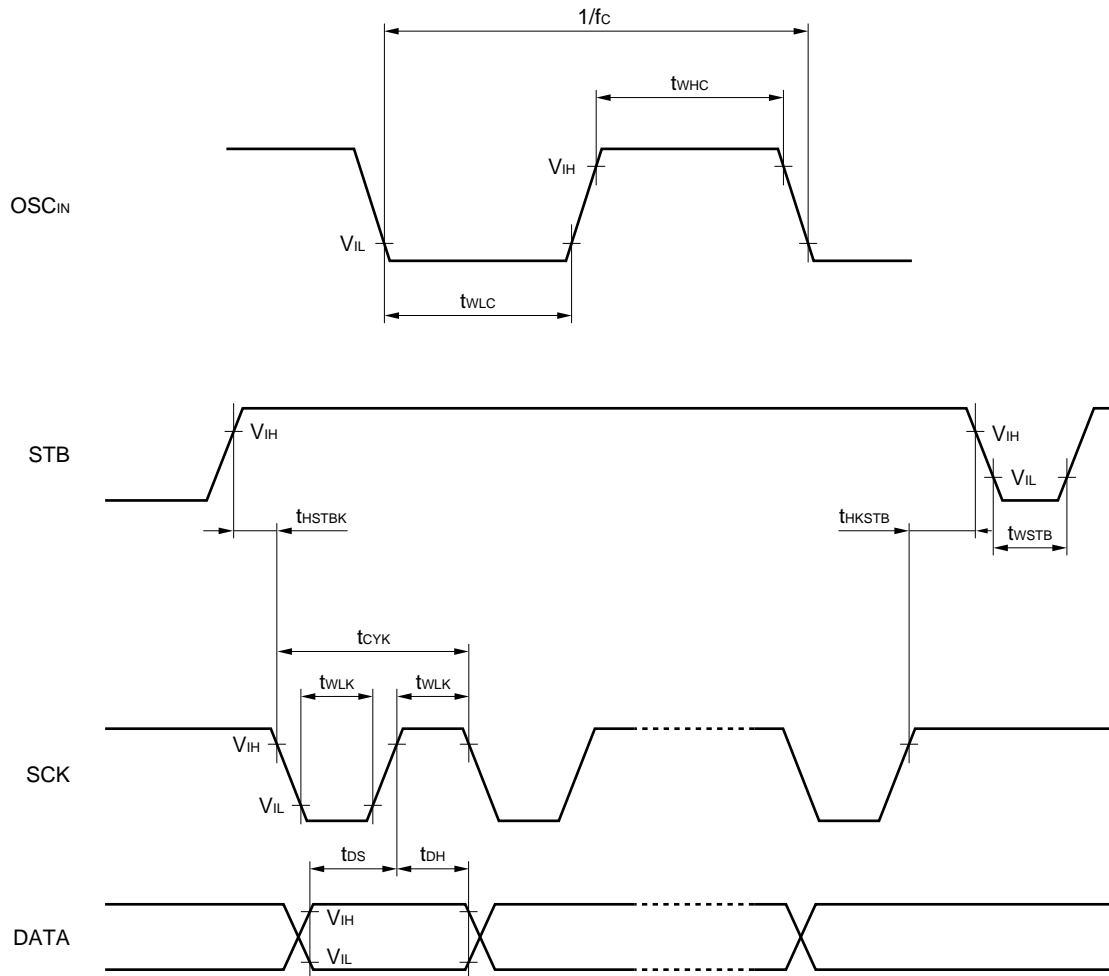 1/fC
tWHC
VIH
OSCIN
VIL
tWLC
VIH
VIH
STB
VIL
tHSTBK
tHKSTB
tWSTB
tCYK
tWLK
tWLK
VIH
SCK
VIL
tDS
tDH
VIH
DATA
VIL